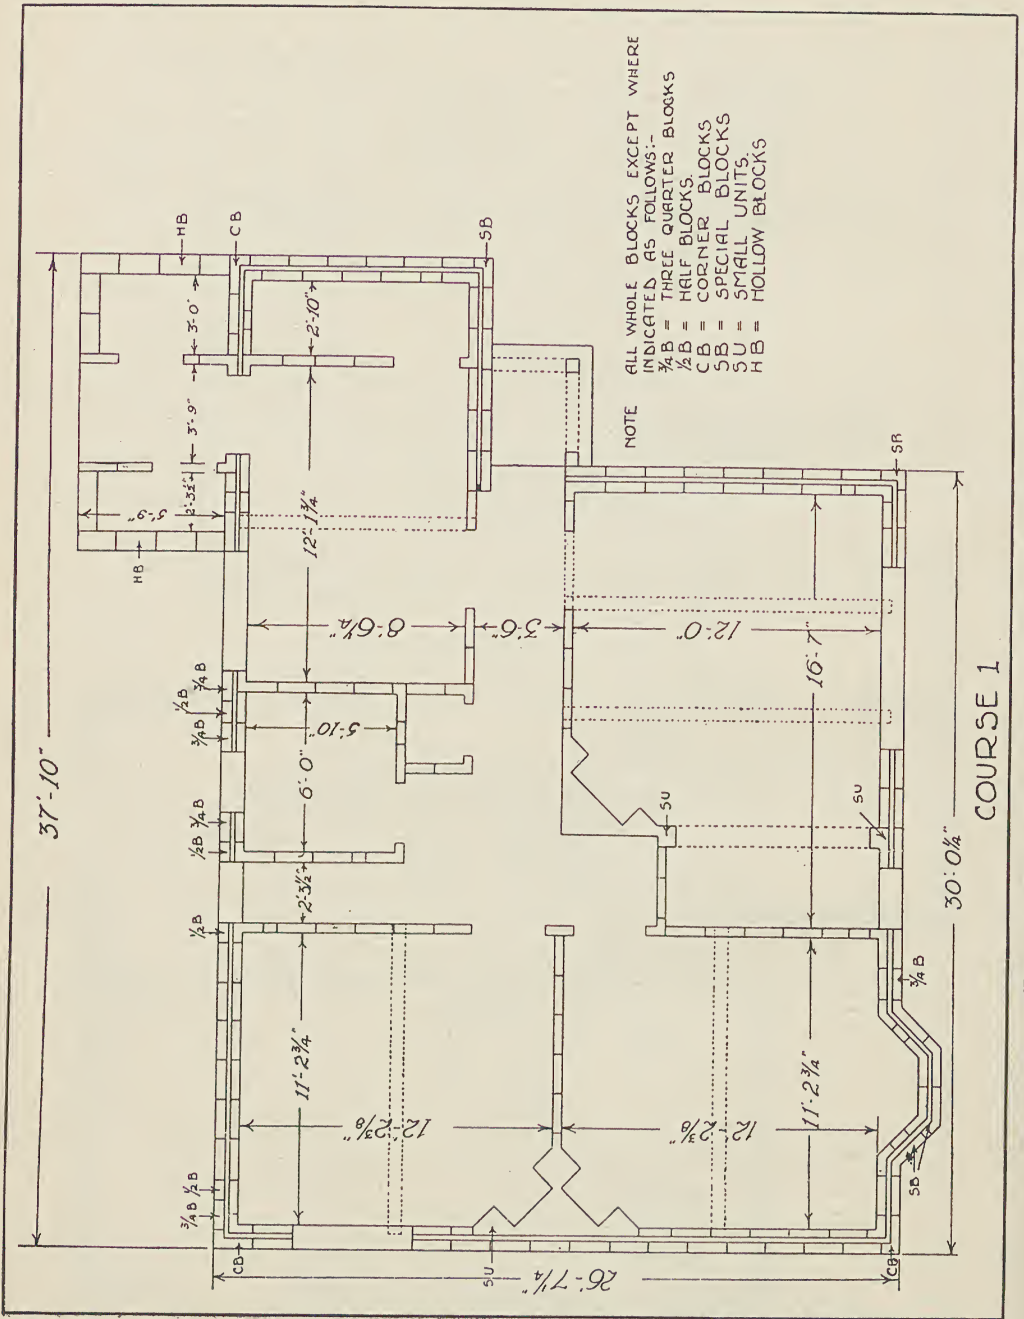 37'-10"
HB
CB
3'-0"
2'-10"
SB
3'-9"
2'-3½"
5'-9"
HB
12'-1¾"
8'-6¼"
3'-6"
12'-0"
16'-7"
SB
¾B
½B
¾B
5'-10"
6'-0"
¾B
½B
2'-3½"
½B
SU
SU
11'-2¾"
12'-2⅜"
12'-2⅜"
11'-2¾"
¾B
½B
¾B
CB
SU
SB
CB
26'-7¼"
30'-0¼"
NOTE ALL WHOLE BLOCKS EXCEPT WHERE
INDICATED AS FOLLOWS:-
¾B = THREE QUARTER BLOCKS
½B = HALF BLOCKS.
CB = CORNER BLOCKS
SB = SPECIAL BLOCKS
SU = SMALL UNITS.
HB = HOLLOW BLOCKS
COURSE 1